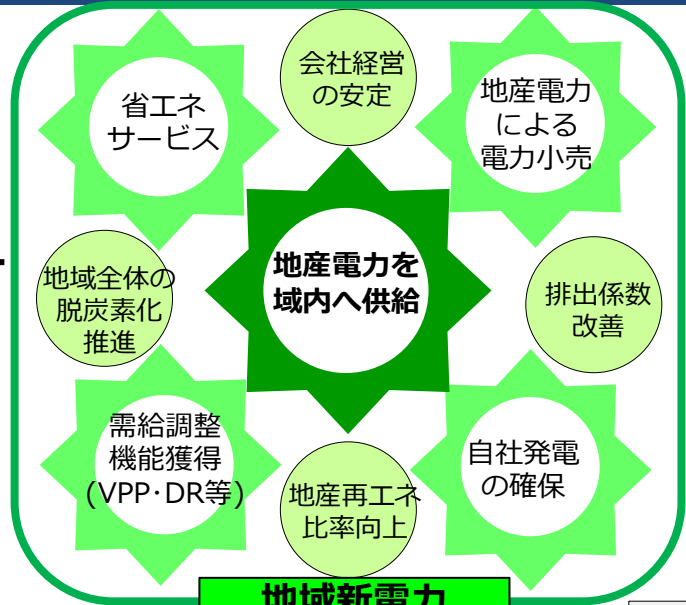 会社経営
の安定
省エネ
サービス
地産電力
による
電力小売
地産電力を
域内へ供給
地域全体の
脱炭素化
推進
排出係数
改善
需給調整
機能獲得
(VPP・DR等)
地産再エネ
比率向上
自社発電
の確保
地域新電力